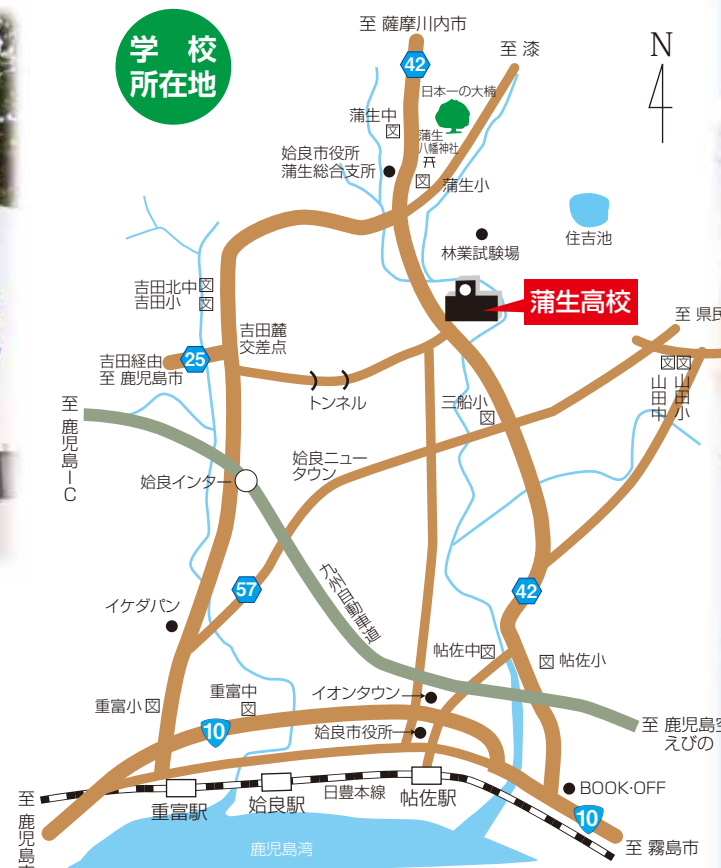 学校
所在地
至 薩摩川内市
42
至 漆
N
日本一の大楠
蒲生中
蒲生
八幡神社
姶良市役所
蒲生総合支所
蒲生小
住吉池
林業試験場
蒲生高校
吉田北中
吉田小
至 県民
吉田麓
交差点
25
吉田経由
至 鹿児島市
山田中
山田小
トンネル
三船小
至 鹿児島IC
姶良ニュー
タウン
姶良インター
九州自動車道
57
42
イケダパン
帖佐中
帖佐小
重富小
重富中
イオンタウン
10
姶良市役所
至 鹿児島空
えびの
BOOK・OFF
重富駅
姶良駅
日豊本線
帖佐駅
10
至 鹿児島市
鹿児島湾
至 霧島市